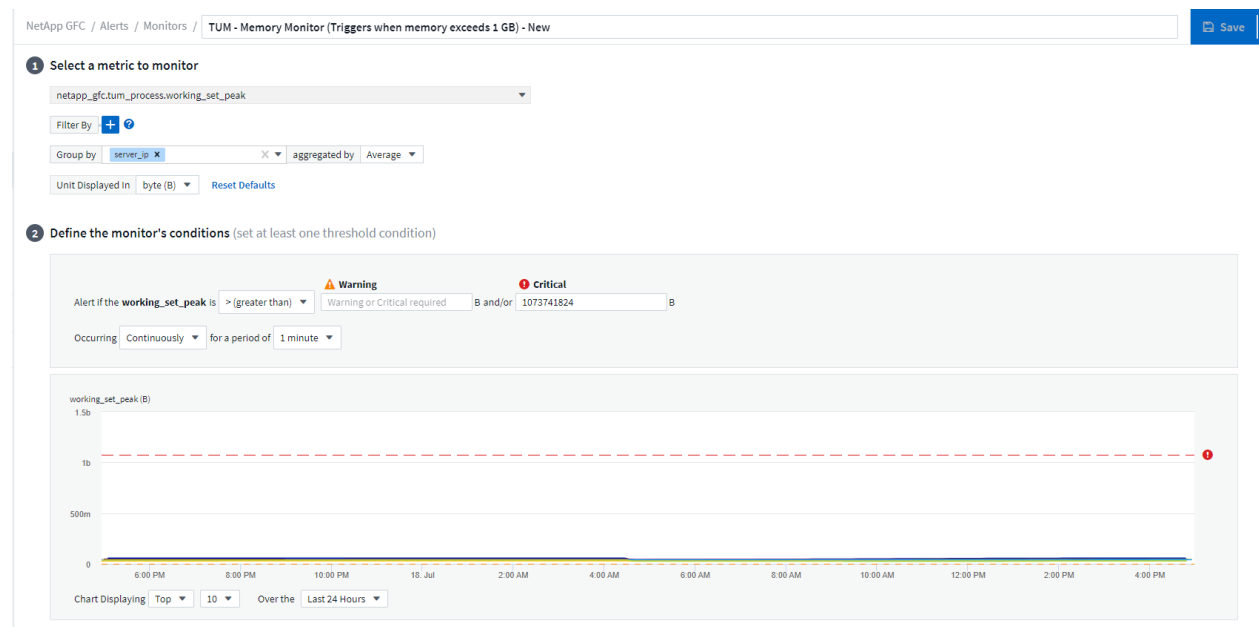 NetApp GFC / Alerts / Monitors / TUM - Memory Monitor (Triggers when memory exceeds 1 GB) - New Save
1 Select a metric to monitor
netapp_gfc.tum_process.working_set_peak
Filter By + ?
Group by server_ip x aggregated by Average
Unit Displayed In byte (B) Reset Defaults
2 Define the monitor's conditions (set at least one threshold condition)
Warning Critical
Alert if the working_set_peak is > (greater than) Warning or Critical required B and/or 1073741824 B
Occurring Continuously for a period of 1 minute
working_set_peak (B)
1.5b
1b
500m
0
6:00 PM 8:00 PM 10:00 PM 18. Jul 2:00 AM 4:00 AM 6:00 AM 8:00 AM 10:00 AM 12:00 PM 2:00 PM 4:00 PM
Chart Displaying Top 10 Over the Last 24 Hours